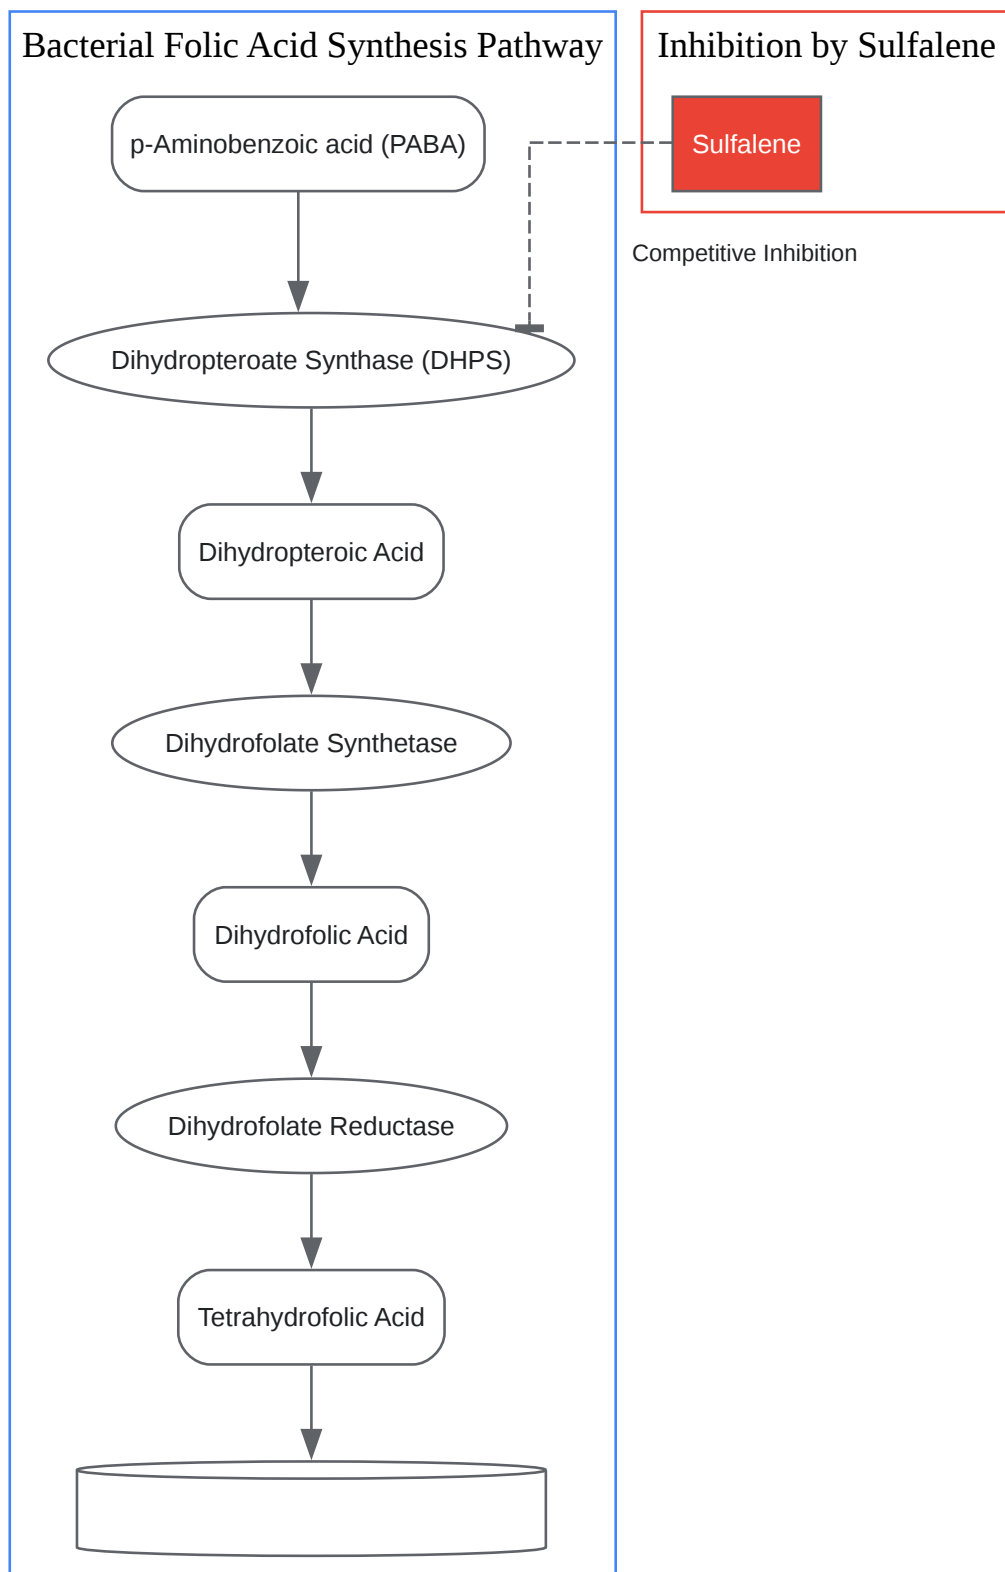 Bacterial Folic Acid Synthesis Pathway
Inhibition by Sulfalene
p-Aminobenzoic acid (PABA)
Sulfalene
Competitive Inhibition
Dihydropteroate Synthase (DHPS)
Dihydropteroic Acid
Dihydrofolate Synthetase
Dihydrofolic Acid
Dihydrofolate Reductase
Tetrahydrofolic Acid